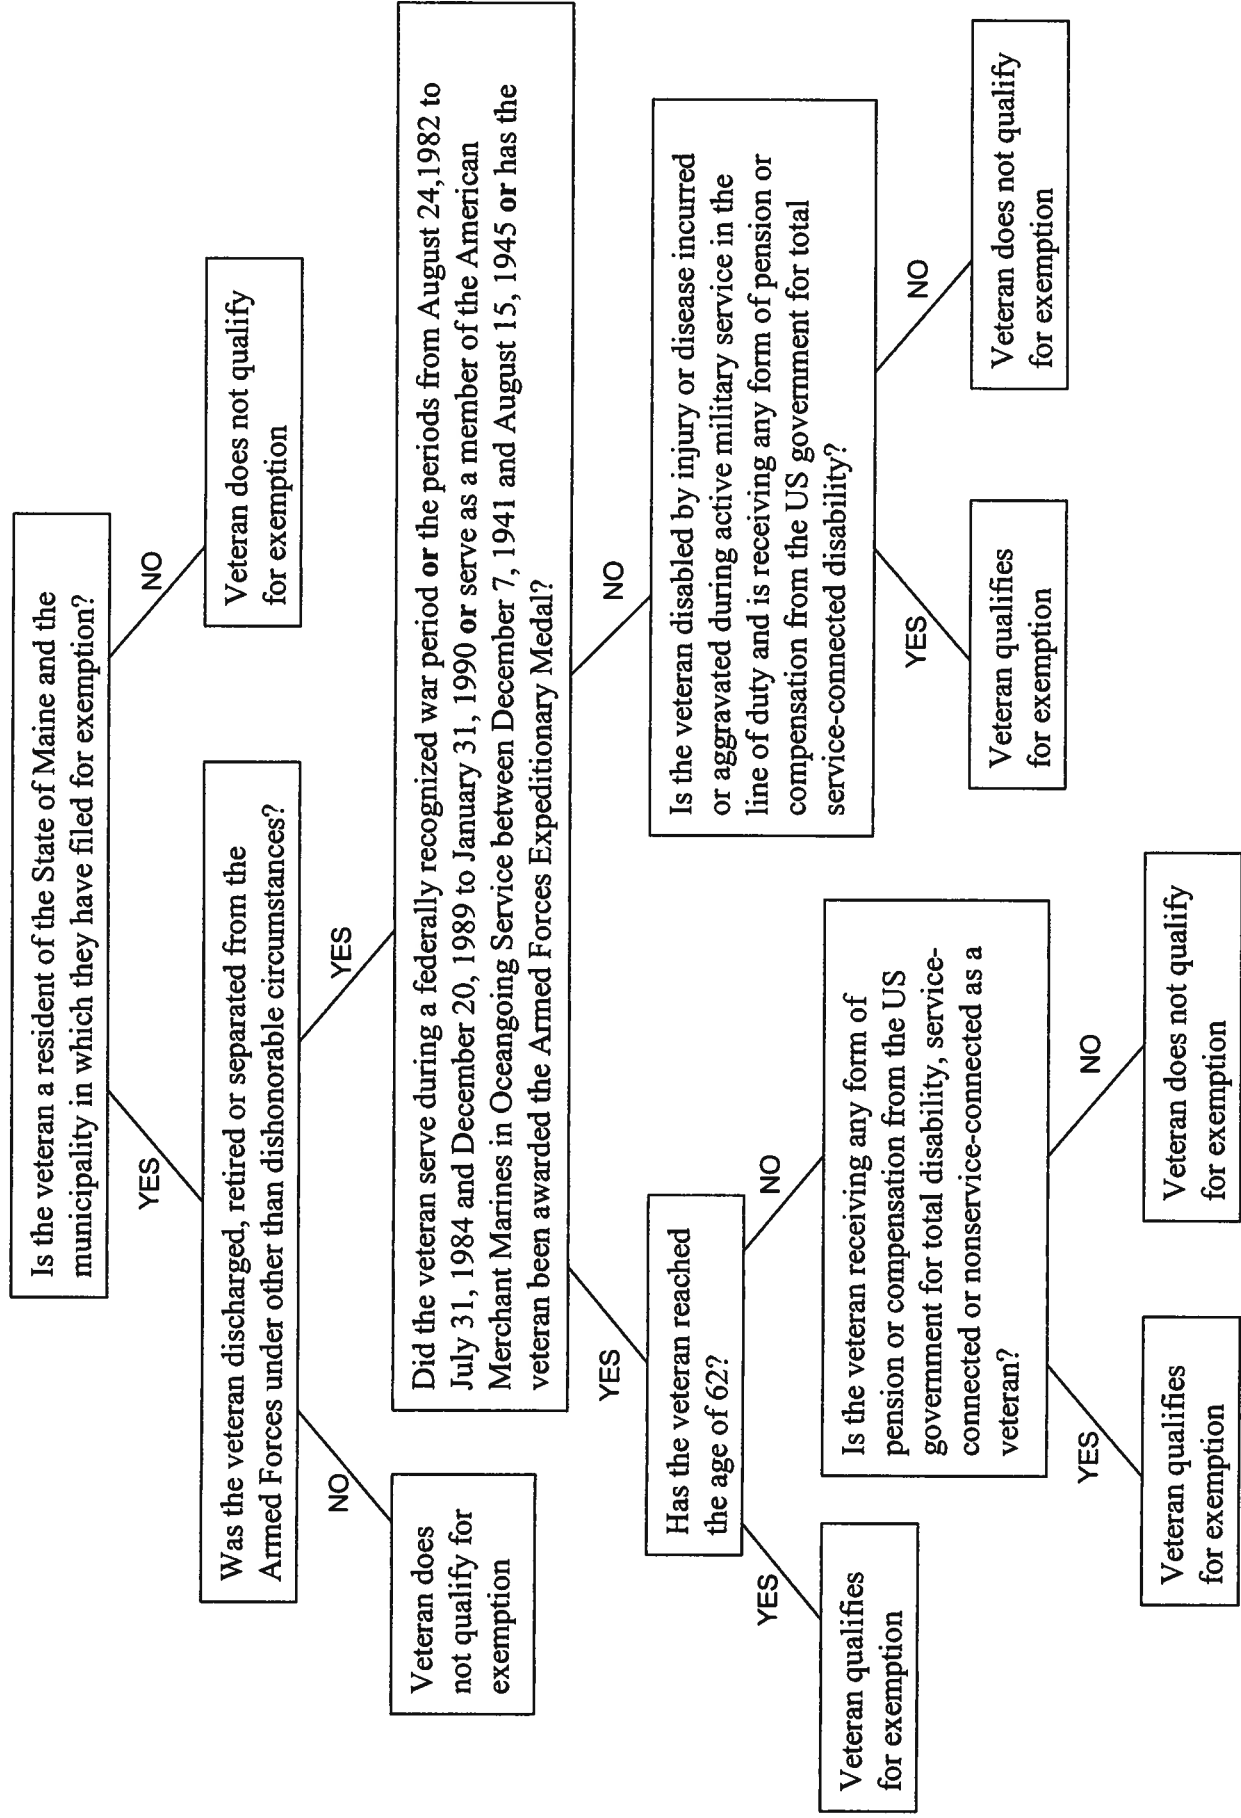 Is the veteran a resident of the State of Maine and the
municipality in which they have filed for exemption?
YES
NO
Was the veteran discharged, retired or separated from the
Armed Forces under other than dishonorable circumstances?
Veteran does not qualify
for exemption
NO
YES
Veteran does
not qualify for
exemption
Did the veteran serve during a federally recognized war period or the periods from August 24,1982 to
July 31, 1984 and December 20, 1989 to January 31, 1990 or serve as a member of the American
Merchant Marines in Oceangoing Service between December 7, 1941 and August 15, 1945 or has the
veteran been awarded the Armed Forces Expeditionary Medal?
YES
NO
Has the veteran reached
the age of 62?
Is the veteran disabled by injury or disease incurred
or aggravated during active military service in the
line of duty and is receiving any form of pension or
compensation from the US government for total
service-connected disability?
YES
NO
YES
NO
Veteran qualifies
for exemption
Is the veteran receiving any form of
pension or compensation from the US
government for total disability, service-
connected or nonservice-connected as a
veteran?
Veteran qualifies
for exemption
Veteran does not qualify
for exemption
YES
NO
Veteran qualifies
for exemption
Veteran does not qualify
for exemption